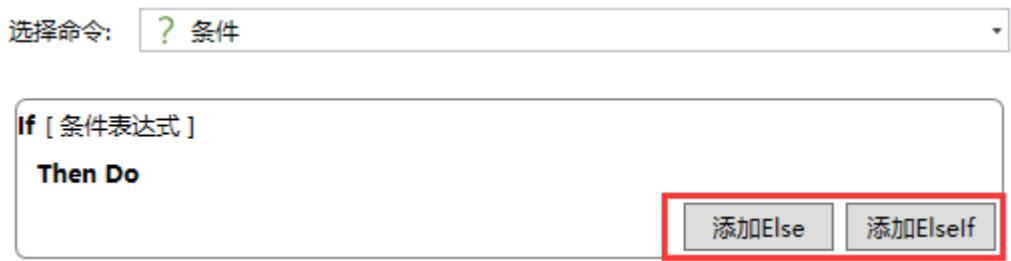 选择命令: ? 条件
If [ 条件表达式 ]
Then Do
添加Else 添加ElseIf